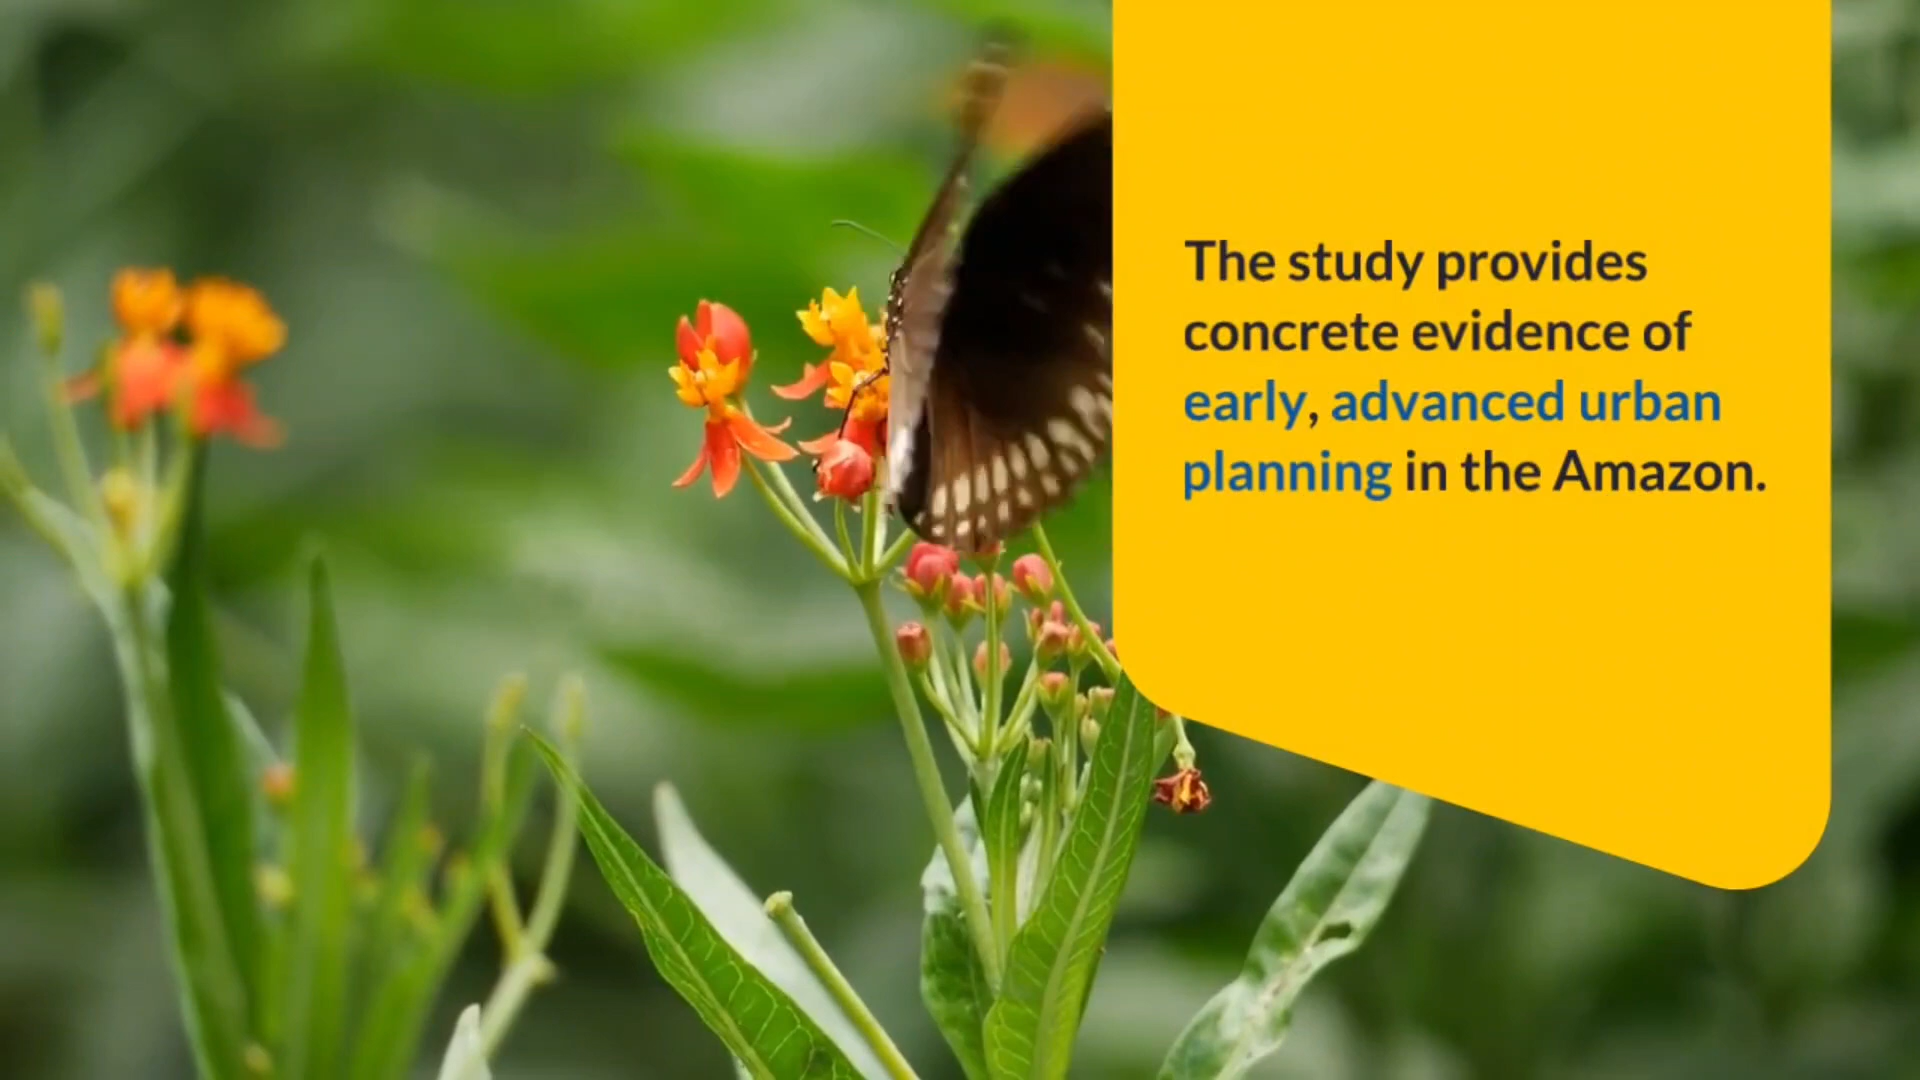 The study provides
concrete evidence of
early, advanced urban
planning in the Amazon.